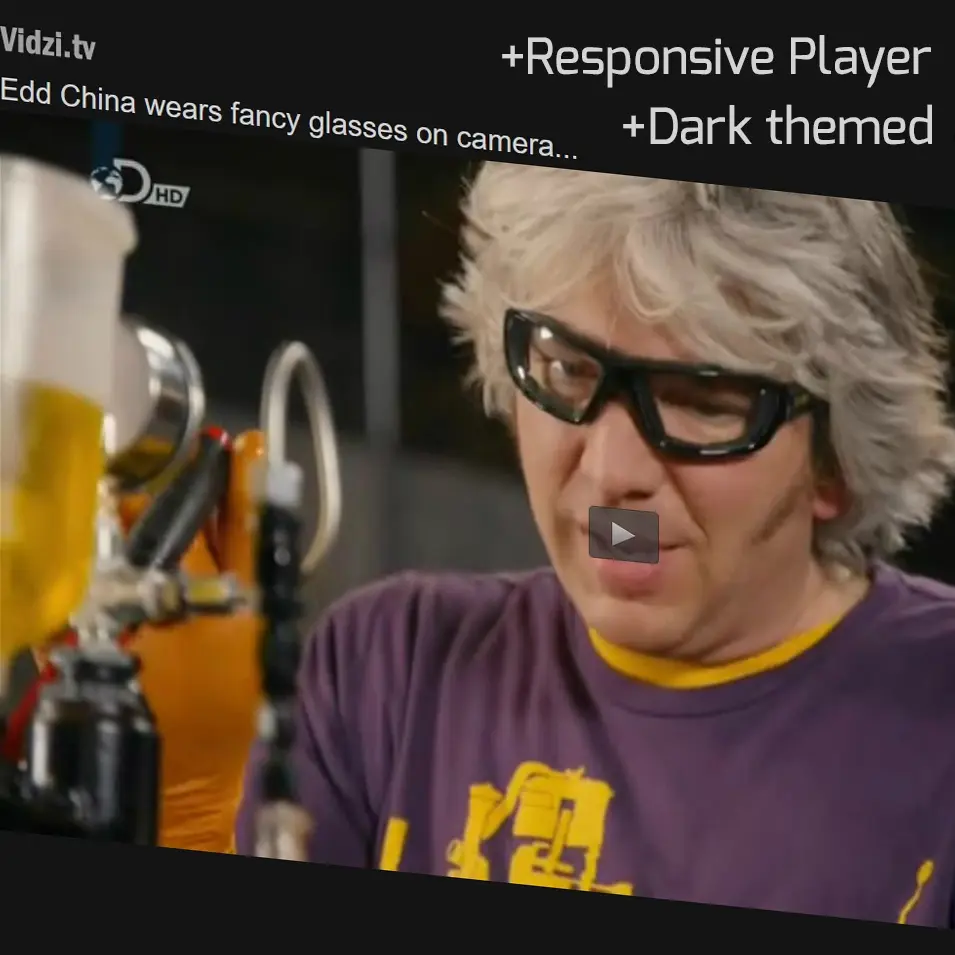 Vidzi.tv
+Responsive Player
Edd China wears fancy glasses on camera...
+Dark themed
HD